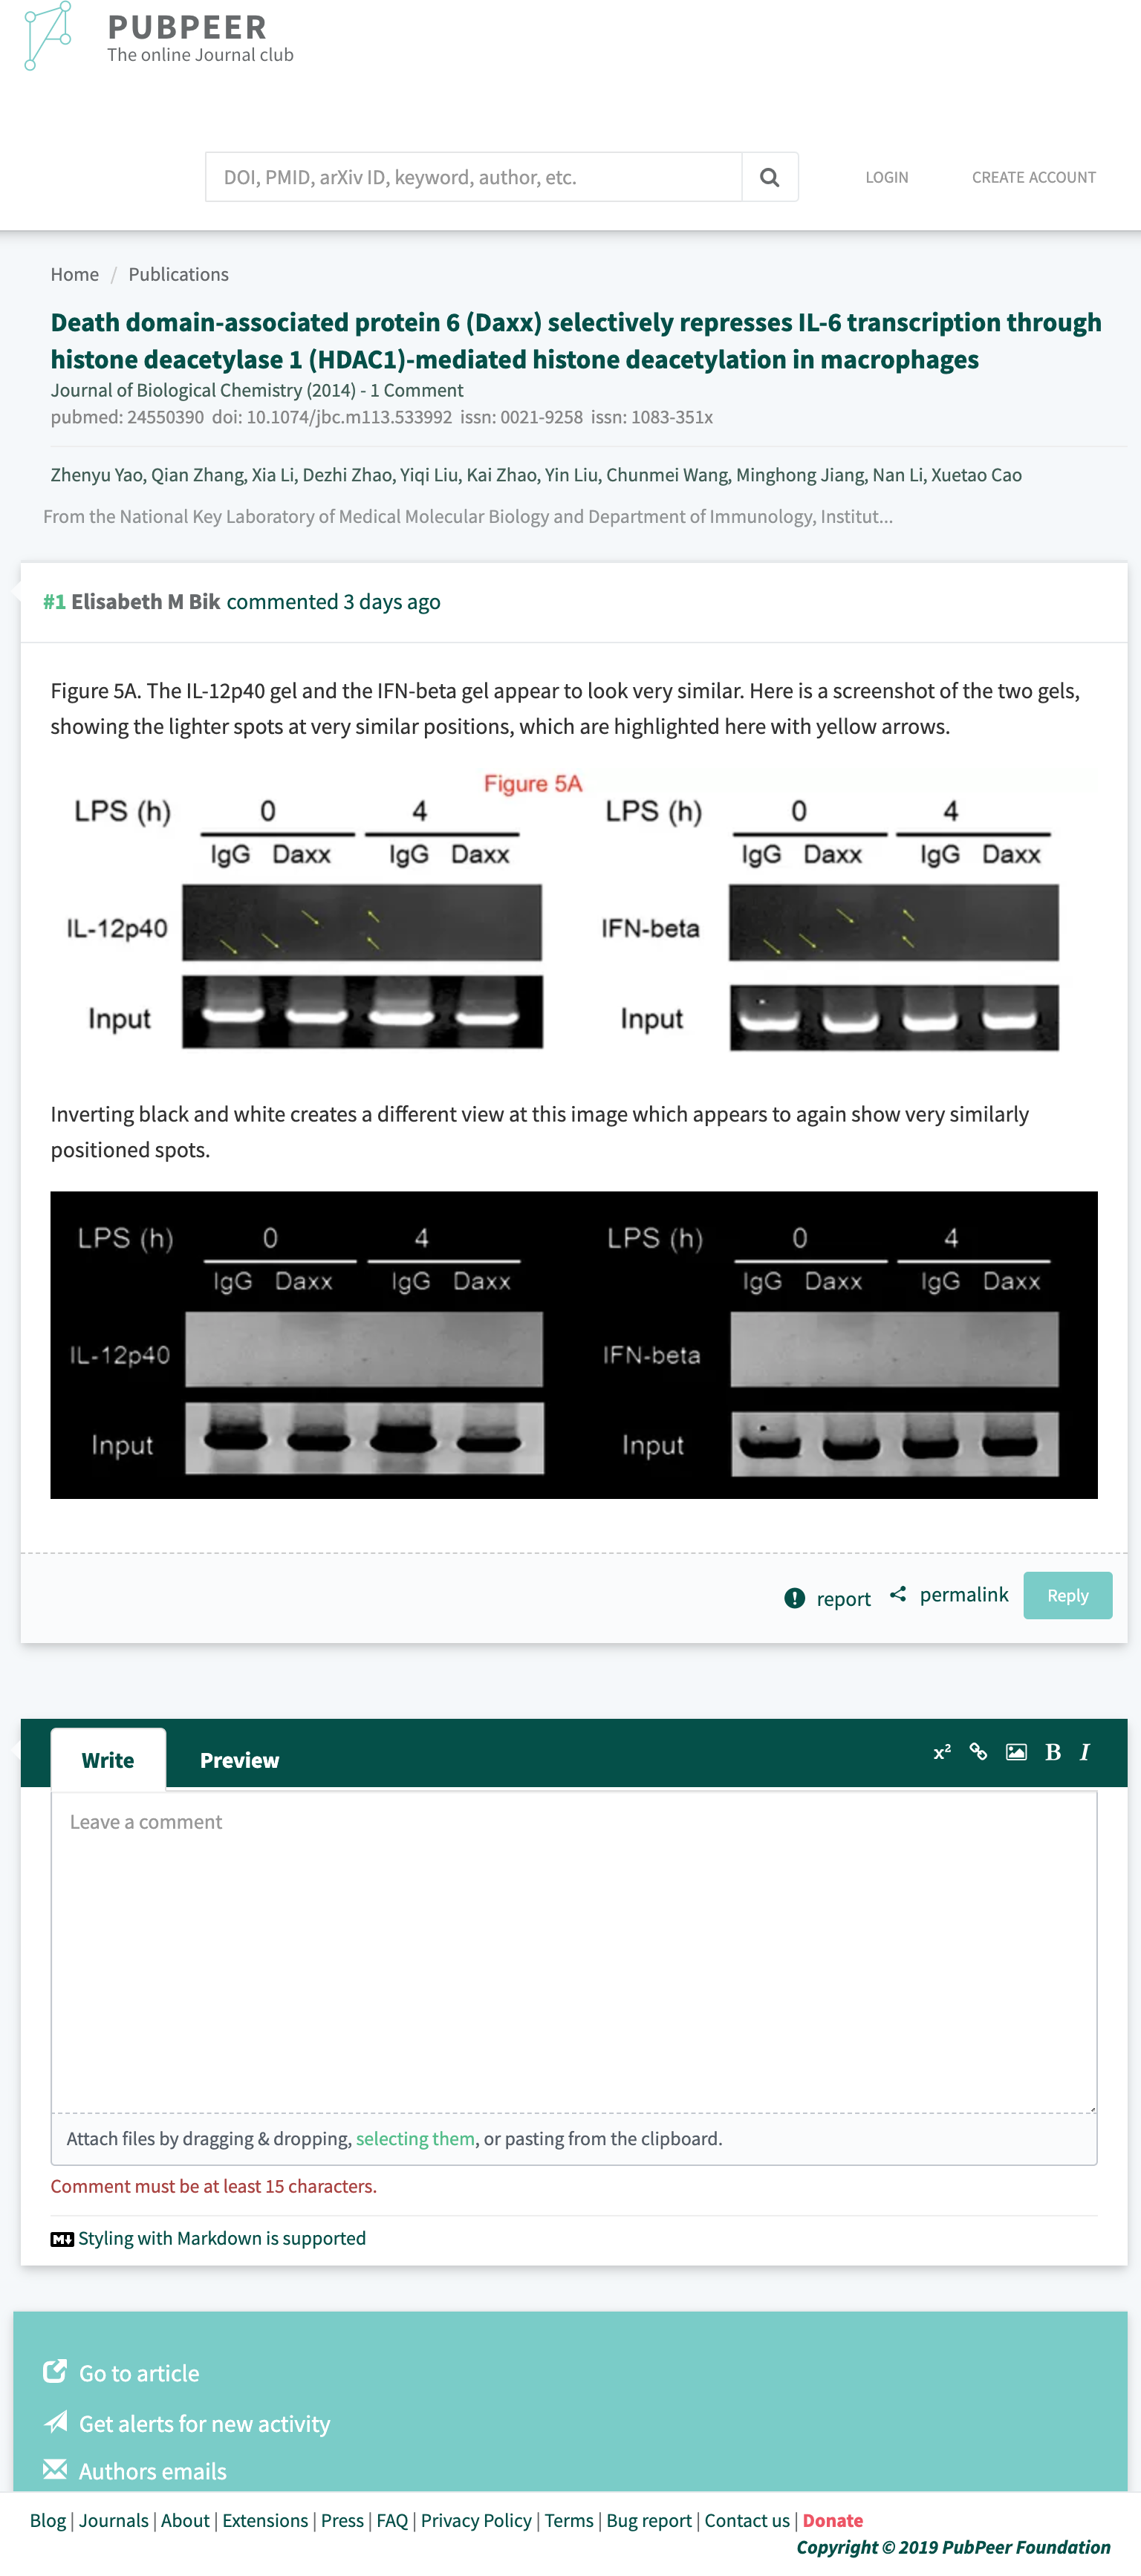 PUBPEER
The online Journal club
DOI, PMID, arXiv ID, keyword, author, etc.
LOGIN
CREATE ACCOUNT
Home / Publications
Death domain-associated protein 6 (Daxx) selectively represses IL-6 transcription through
histone deacetylase 1 (HDAC1)-mediated histone deacetylation in macrophages
Journal of Biological Chemistry (2014) - 1 Comment
pubmed: 24550390 doi: 10.1074/jbc.m113.533992 issn: 0021-9258 issn: 1083-351x
Zhenyu Yao, Qian Zhang, Xia Li, Dezhi Zhao, Yiqi Liu, Kai Zhao, Yin Liu, Chunmei Wang, Minghong Jiang, Nan Li, Xuetao Cao
From the National Key Laboratory of Medical Molecular Biology and Department of Immunology, Institut...
#1 Elisabeth M Bik commented 3 days ago
Figure 5A. The IL-12p40 gel and the IFN-beta gel appear to look very similar. Here is a screenshot of the two gels,
showing the lighter spots at very similar positions, which are highlighted here with yellow arrows.
Figure 5A
LPS (h) 0 4 LPS (h) 0 4
IgG Daxx IgG Daxx IgG Daxx IgG Daxx
IL-12p40 IFN-beta
Input Input
Inverting black and white creates a different view at this image which appears to again show very similarly
positioned spots.
LPS (h) 0 4 LPS (h) 0 4
IgG Daxx IgG Daxx IgG Daxx IgG Daxx
IL-12p40 IFN-beta
Input Input
report permalink Reply
Write Preview x² B I
Leave a comment
Attach files by dragging & dropping, selecting them, or pasting from the clipboard.
Comment must be at least 15 characters.
M Styling with Markdown is supported
Go to article
Get alerts for new activity
Authors emails
Blog | Journals | About | Extensions | Press | FAQ | Privacy Policy | Terms | Bug report | Contact us | Donate
Copyright © 2019 PubPeer Foundation